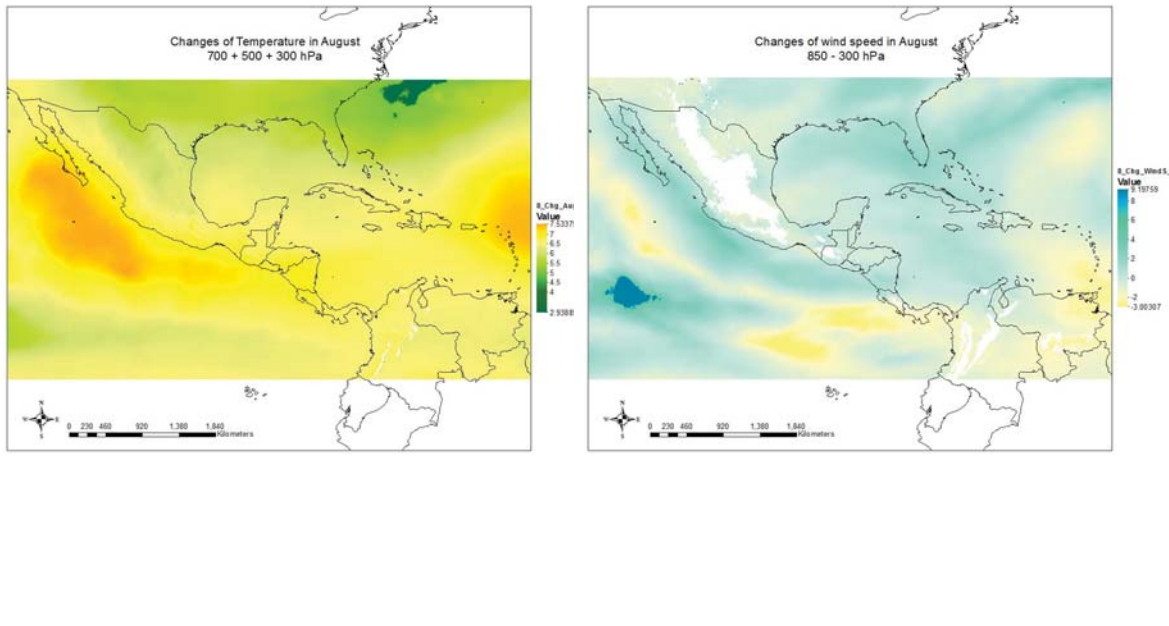 Changes of Temperature in August
700 + 500 + 300 hPa
8_Chg_Aug
Value
7.53375
7
6.5
6
5.5
5
4.5
4
N
W E
S
0 230 460 920 1,380 1,840
Kilometers
Changes of wind speed in August
850 - 300 hPa
8_Chg_WindS_
Value
9.19759
8
6
4
2
0
-2
-3.00307
N
W E
S
0 230 460 920 1,380 1,840
Kilometers